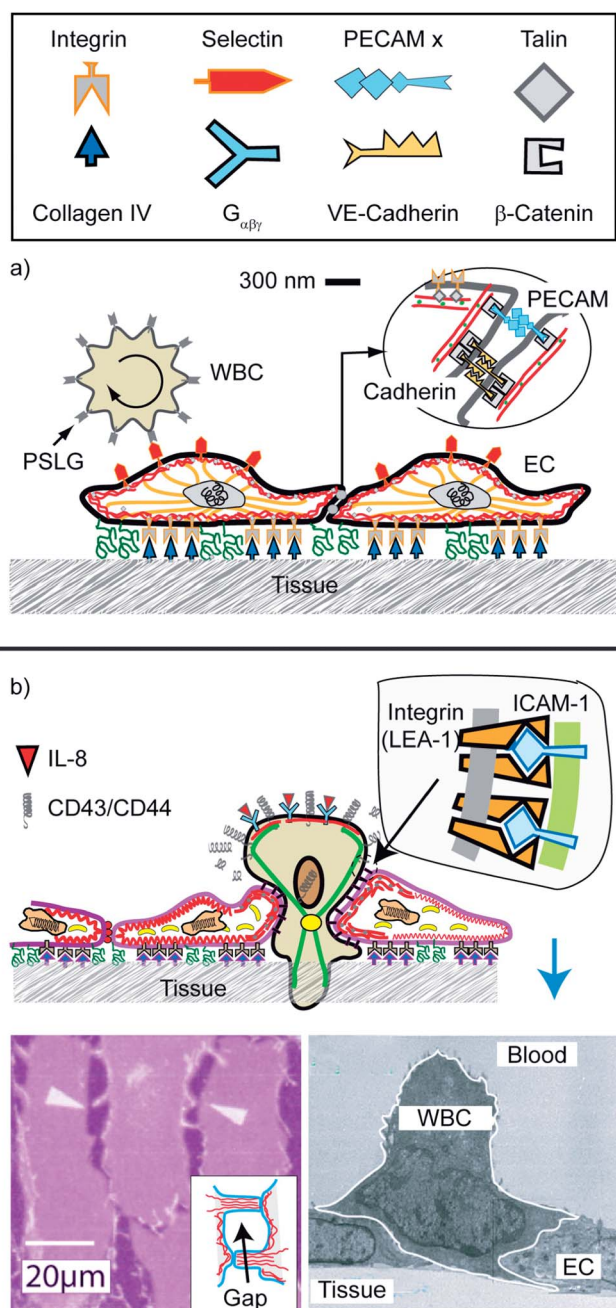 Integrin Selectin PECAM x Talin
Collagen IV Gαβγ VE-Cadherin β-Catenin
a)
300 nm
PECAM
WBC
Cadherin
PSLG
EC
Tissue
b)
ICAM-1
Integrin
(LEA-1)
IL-8
CD43/CD44
Tissue
Blood
WBC
20μm
Gap
EC
Tissue